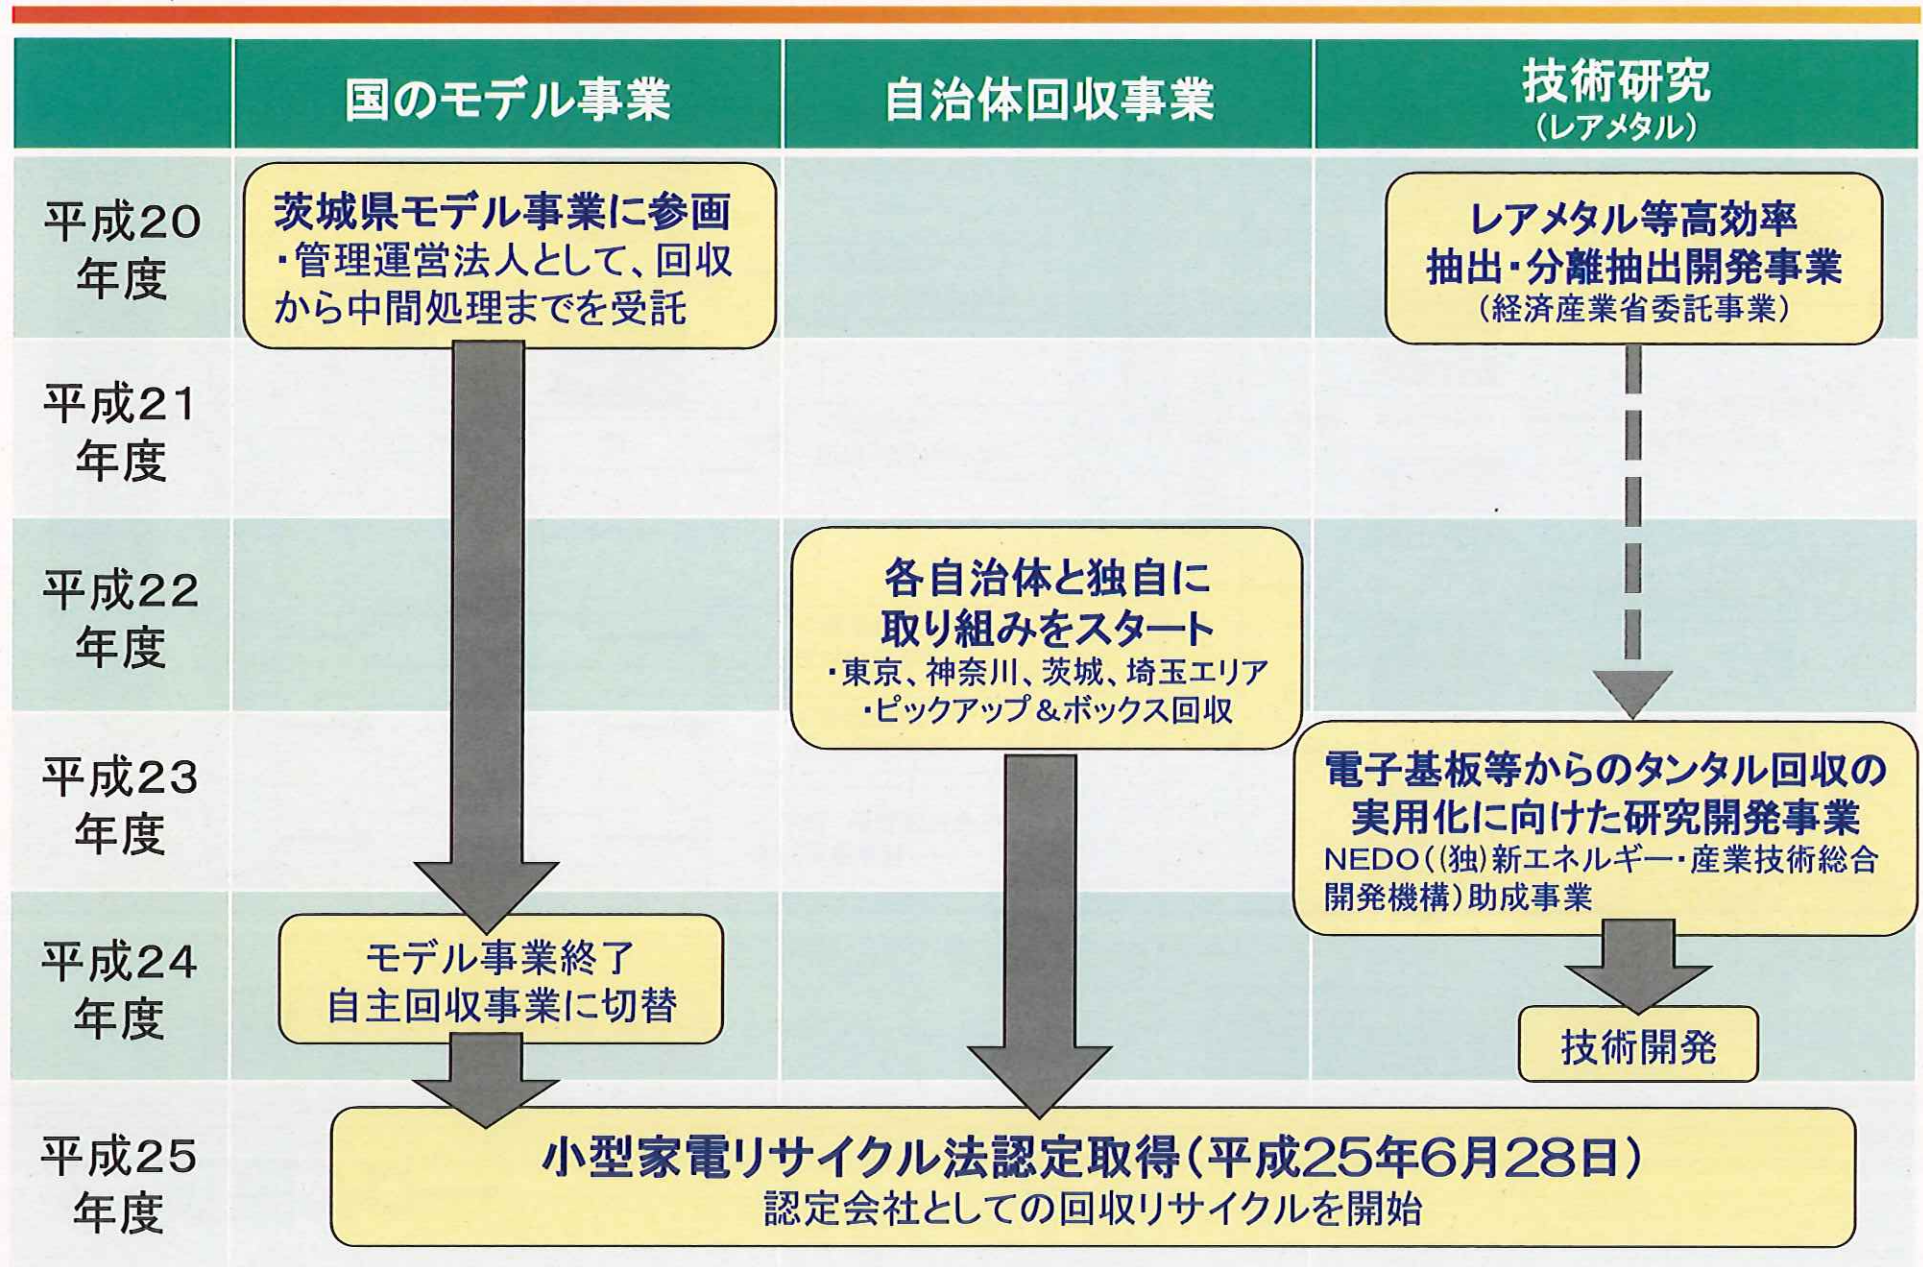 国のモデル事業
自治体回収事業
技術研究
(レアメタル)
平成20
年度
茨城県モデル事業に参画
・管理運営法人として、回収
から中間処理までを受託
レアメタル等高効率
抽出・分離抽出開発事業
(経済産業省委託事業)
平成21
年度
平成22
年度
各自治体と独自に
取り組みをスタート
・東京、神奈川、茨城、埼玉エリア
・ピックアップ&ボックス回収
平成23
年度
電子基板等からのタンタル回収の
実用化に向けた研究開発事業
NEDO((独)新エネルギー・産業技術総合
開発機構)助成事業
平成24
年度
モデル事業終了
自主回収事業に切替
技術開発
平成25
年度
小型家電リサイクル法認定取得(平成25年6月28日)
認定会社としての回収リサイクルを開始